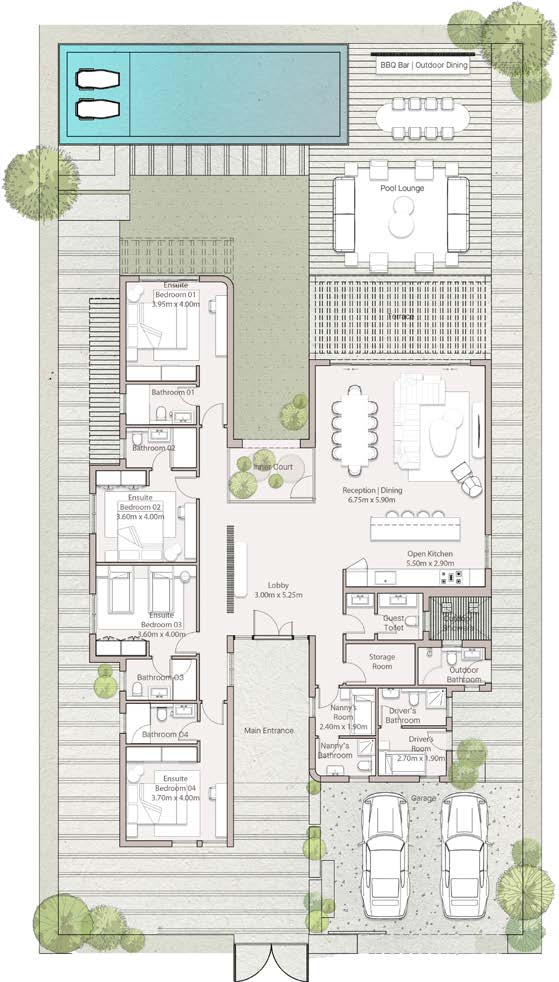 BBQ Bar | Outdoor Dining
Pool Lounge
Terrace
Ensuite
Bedroom 01
3.95m x 4.00m
Bathroom 01
Bathroom 02
Inner Court
Reception | Dining
6.75m x 5.90m
Ensuite
Bedroom 02
3.60m x 4.00m
Open Kitchen
5.50m x 2.90m
Lobby
3.00m x 5.25m
Ensuite
Bedroom 03
3.60m x 4.00m
Guest
Toilet
Outdoor
Showers
Storage
Room
Outdoor
Bathroom
Bathroom 03
Nanny's
Room
2.40m x 1.90m
Driver's
Bathroom
Main Entrance
Bathroom 04
Nanny's
Bathroom
Driver's
Room
2.70m x 1.90m
Ensuite
Bedroom 04
3.70m x 4.00m
Garage